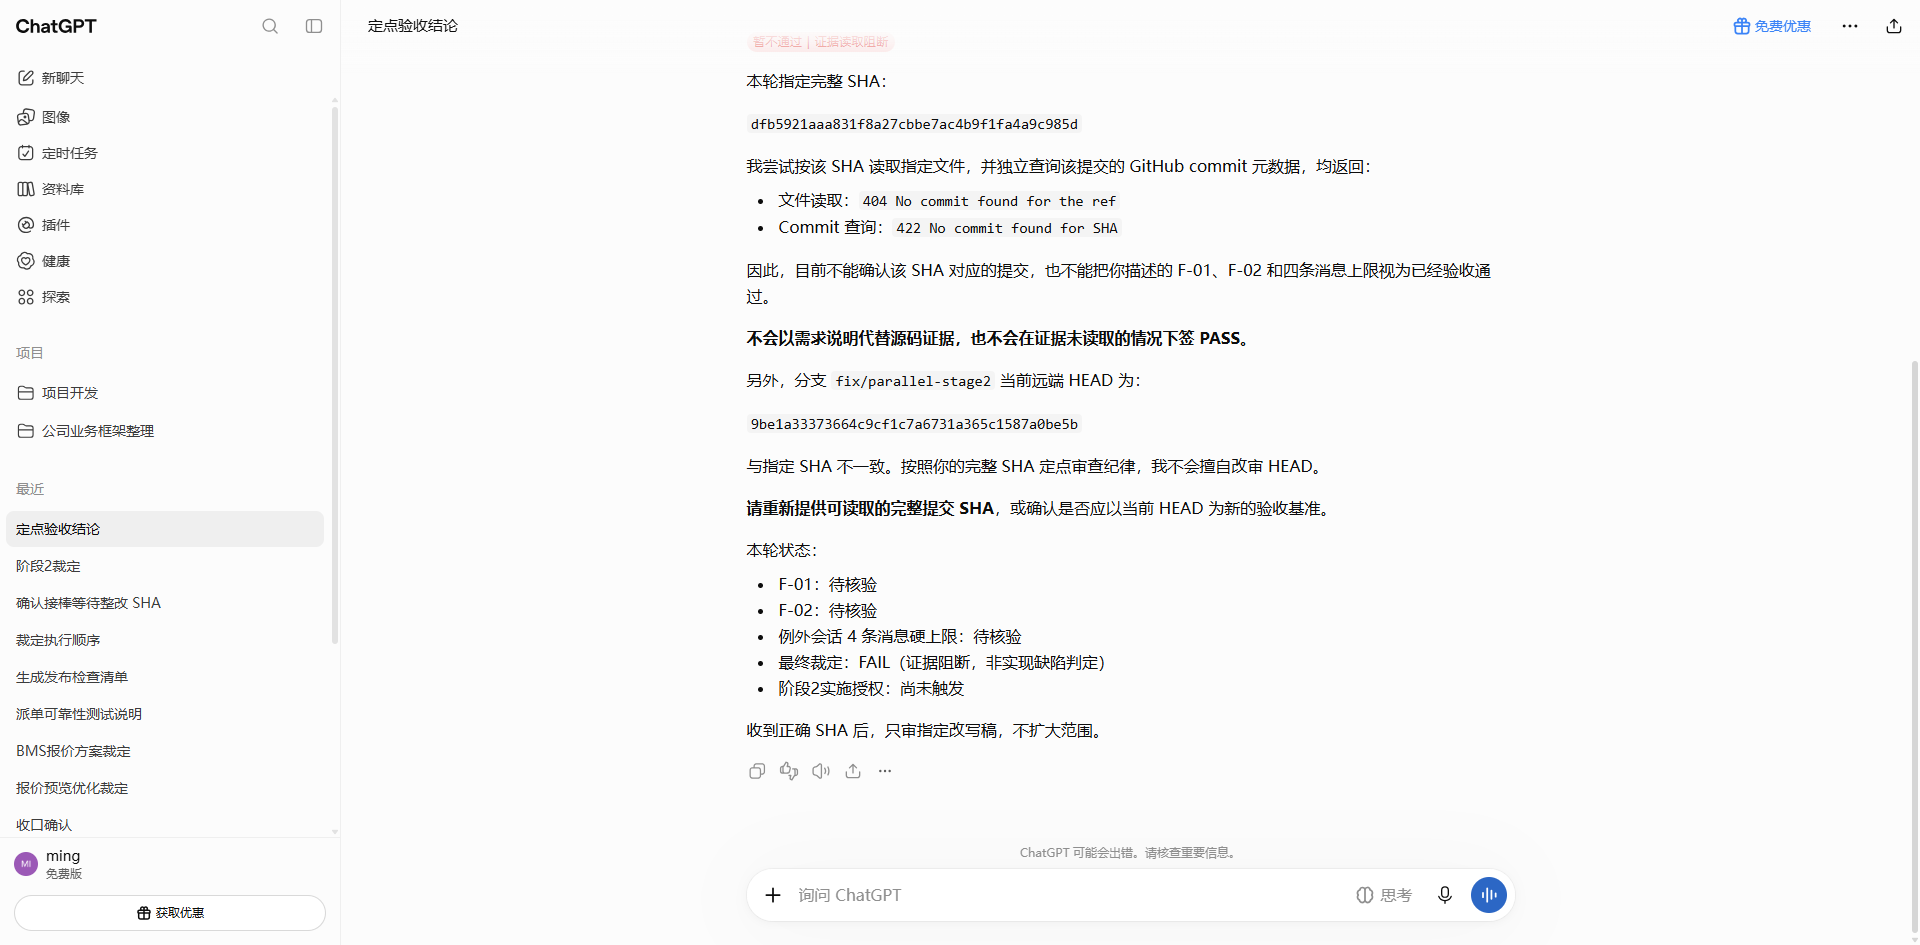 ChatGPT
新聊天
图像
定时任务
资料库
插件
健康
探索
项目
项目开发
公司业务框架整理
最近
定点验收结论
阶段2裁定
确认接棒等待整改 SHA
裁定执行顺序
生成发布检查清单
派单可靠性测试说明
BMS报价方案裁定
报价预览优化裁定
收口确认
MI
ming
免费版
获取优惠
定点验收结论
免费优惠
暂不通过 | 证据读取阻断
本轮指定完整 SHA：
dfb5921aaa831f8a27cbbe7ac4b9f1fa4a9c985d
我尝试按该 SHA 读取指定文件，并独立查询该提交的 GitHub commit 元数据，均返回：
• 文件读取：404 No commit found for the ref
• Commit 查询：422 No commit found for SHA
因此，目前不能确认该 SHA 对应的提交，也不能把你描述的 F-01、F-02 和四条消息上限视为已经验收通
过。
不会以需求说明代替源码证据，也不会在证据未读取的情况下签 PASS。
另外，分支 fix/parallel-stage2 当前远端 HEAD 为：
9be1a33373664c9cf1c7a6731a365c1587a0be5b
与指定 SHA 不一致。按照你的完整 SHA 定点审查纪律，我不会擅自改审 HEAD。
请重新提供可读取的完整提交 SHA，或确认是否应以当前 HEAD 为新的验收基准。
本轮状态：
• F-01：待核验
• F-02：待核验
• 例外会话 4 条消息硬上限：待核验
• 最终裁定：FAIL（证据阻断，非实现缺陷判定）
• 阶段2实施授权：尚未触发
收到正确 SHA 后，只审指定改写稿，不扩大范围。
ChatGPT 可能会出错。请核查重要信息。
询问 ChatGPT
思考